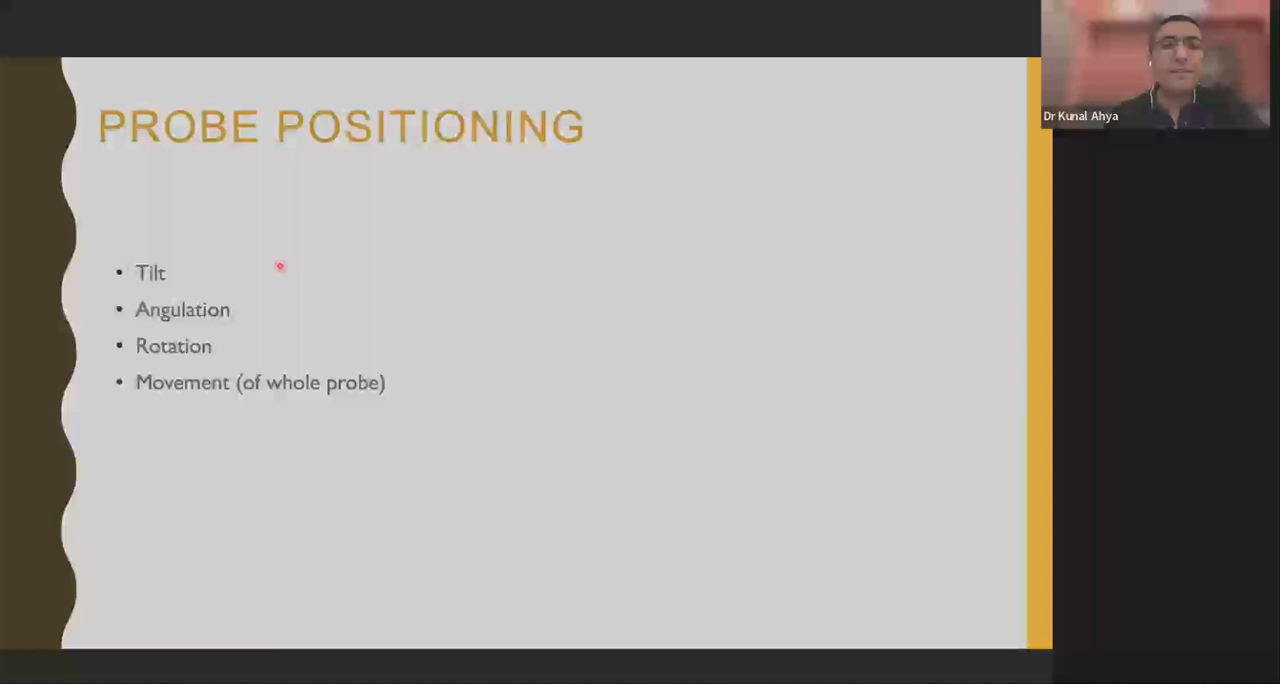 PROBE POSITIONING
• Tilt
• Angulation
• Rotation
• Movement (of whole probe)
Dr Kunal Ahya